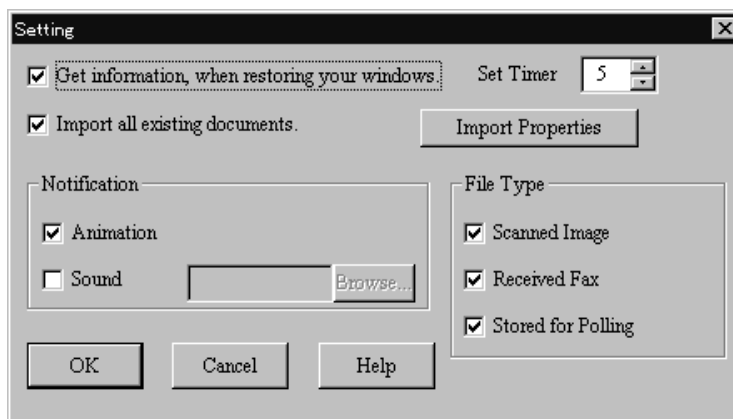 Setting
Get information, when restoring your windows.
Set Timer
5
Import all existing documents.
Import Properties
Notification
Animation
Sound
Browse...
File Type
Scanned Image
Received Fax
Stored for Polling
OK
Cancel
Help